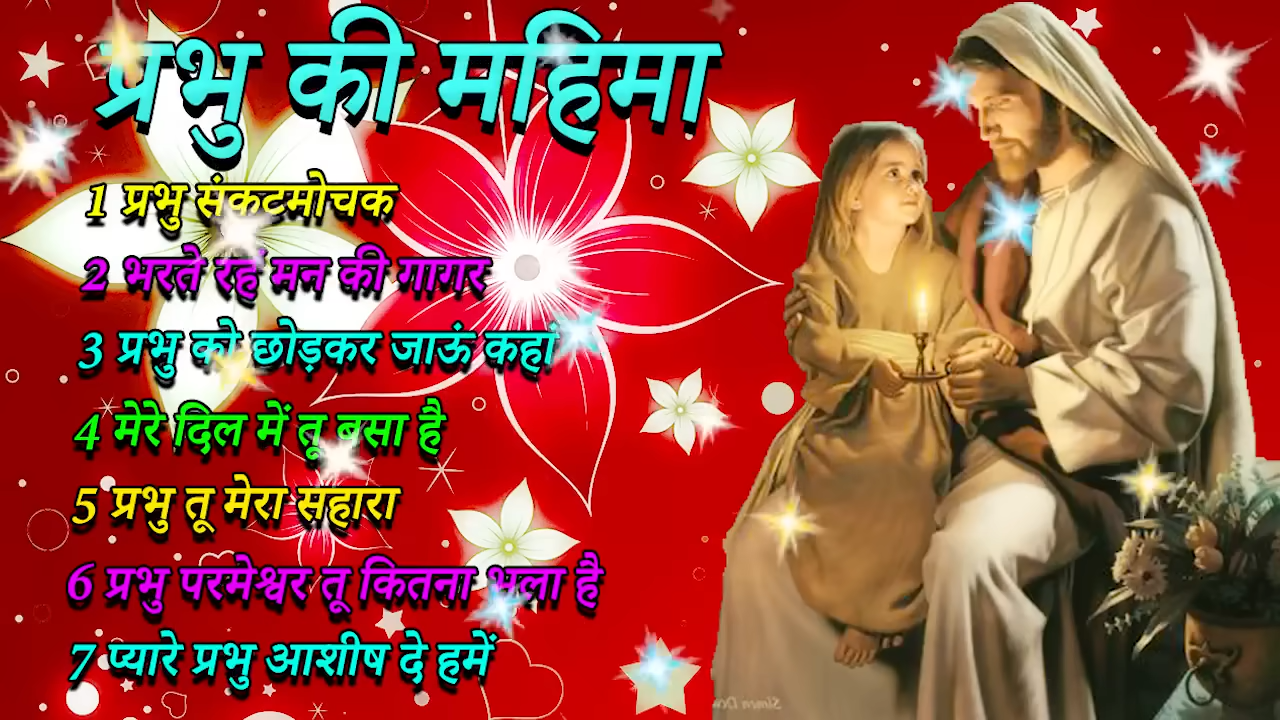 प्रभु की महिमा
1 प्रभु संकटमोचक
2 भरते रहें मन की गागर
3 प्रभु को छोड़कर जाऊं कहां
4 मेरे दिल में तू बसा है
5 प्रभु तू मेरा सहारा
6 प्रभु परमेश्वर तू कितना भला है
7 प्यारे प्रभु आशीष दे हमें